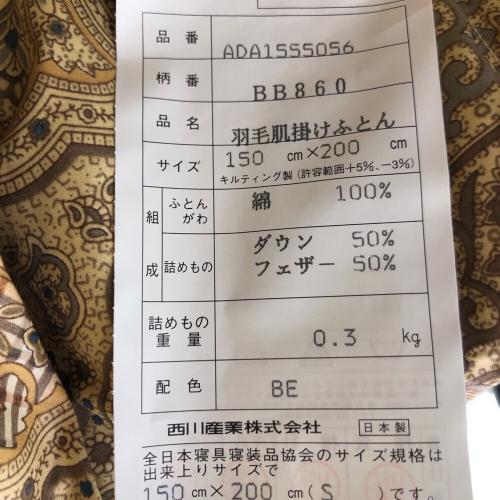 品番 ADA1555056
柄番 BB860
品名 羽毛肌掛けふとん
サイズ 150 cm×200 cm
キルティング製(許容範囲+5%、−3%)
組成 ふとんがわ 綿 100%
詰めもの ダウン 50%
フェザー 50%
詰めもの重量 0.3 kg
配色 BE
西川産業株式会社 日本製
全日本寝具寝装品協会のサイズ規格は
出来上りサイズで
150cm×200cm(S )です。